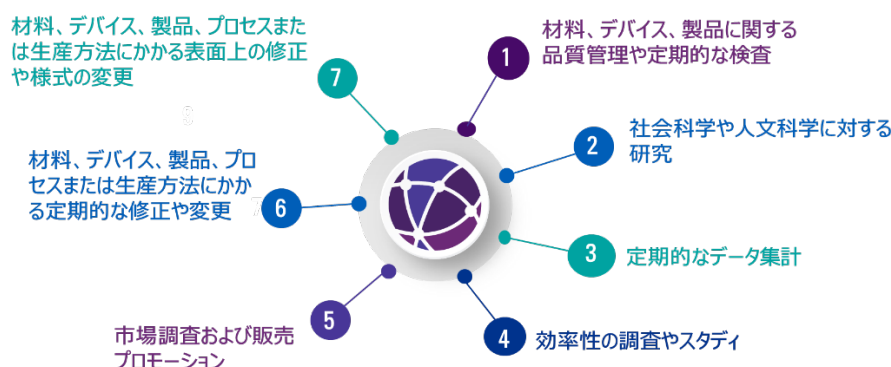 1
材料、デバイス、製品に関する
品質管理や定期的な検査
2
社会科学や人文科学に対する
研究
3
定期的なデータ集計
4
効率性の調査やスタディ
5
市場調査および販売
プロモーション
6
材料、デバイス、製品、プロ
セスまたは生産方法にかか
る定期的な修正や変更
7
材料、デバイス、製品、プロセスまた
は生産方法にかかる表面上の修正
や様式の変更